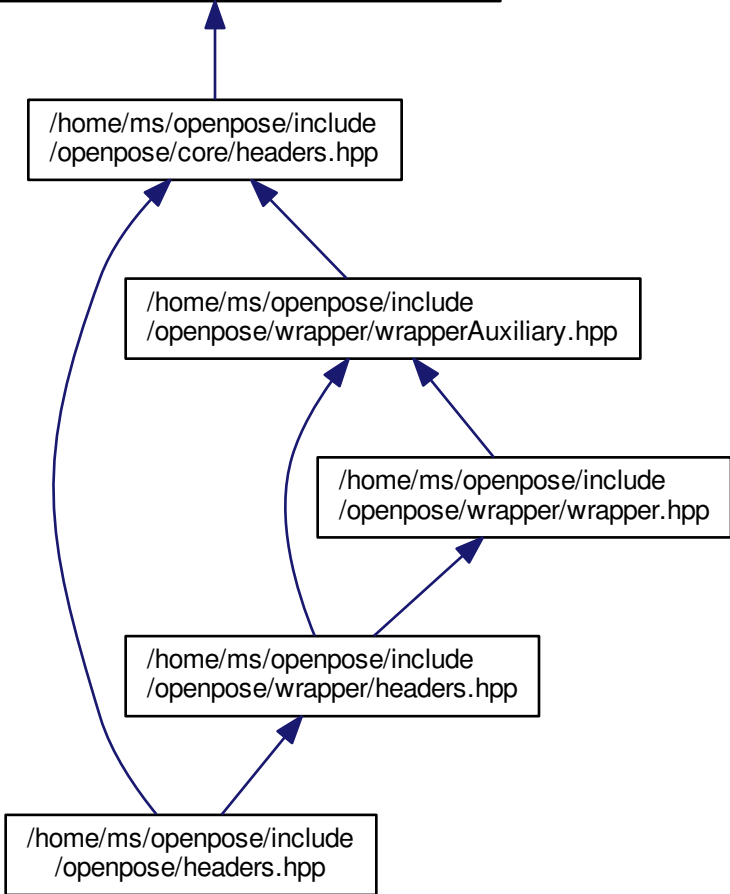 /home/ms/openpose/include
/openpose/core/headers.hpp
/home/ms/openpose/include
/openpose/wrapper/wrapperAuxiliary.hpp
/home/ms/openpose/include
/openpose/wrapper/wrapper.hpp
/home/ms/openpose/include
/openpose/wrapper/headers.hpp
/home/ms/openpose/include
/openpose/headers.hpp